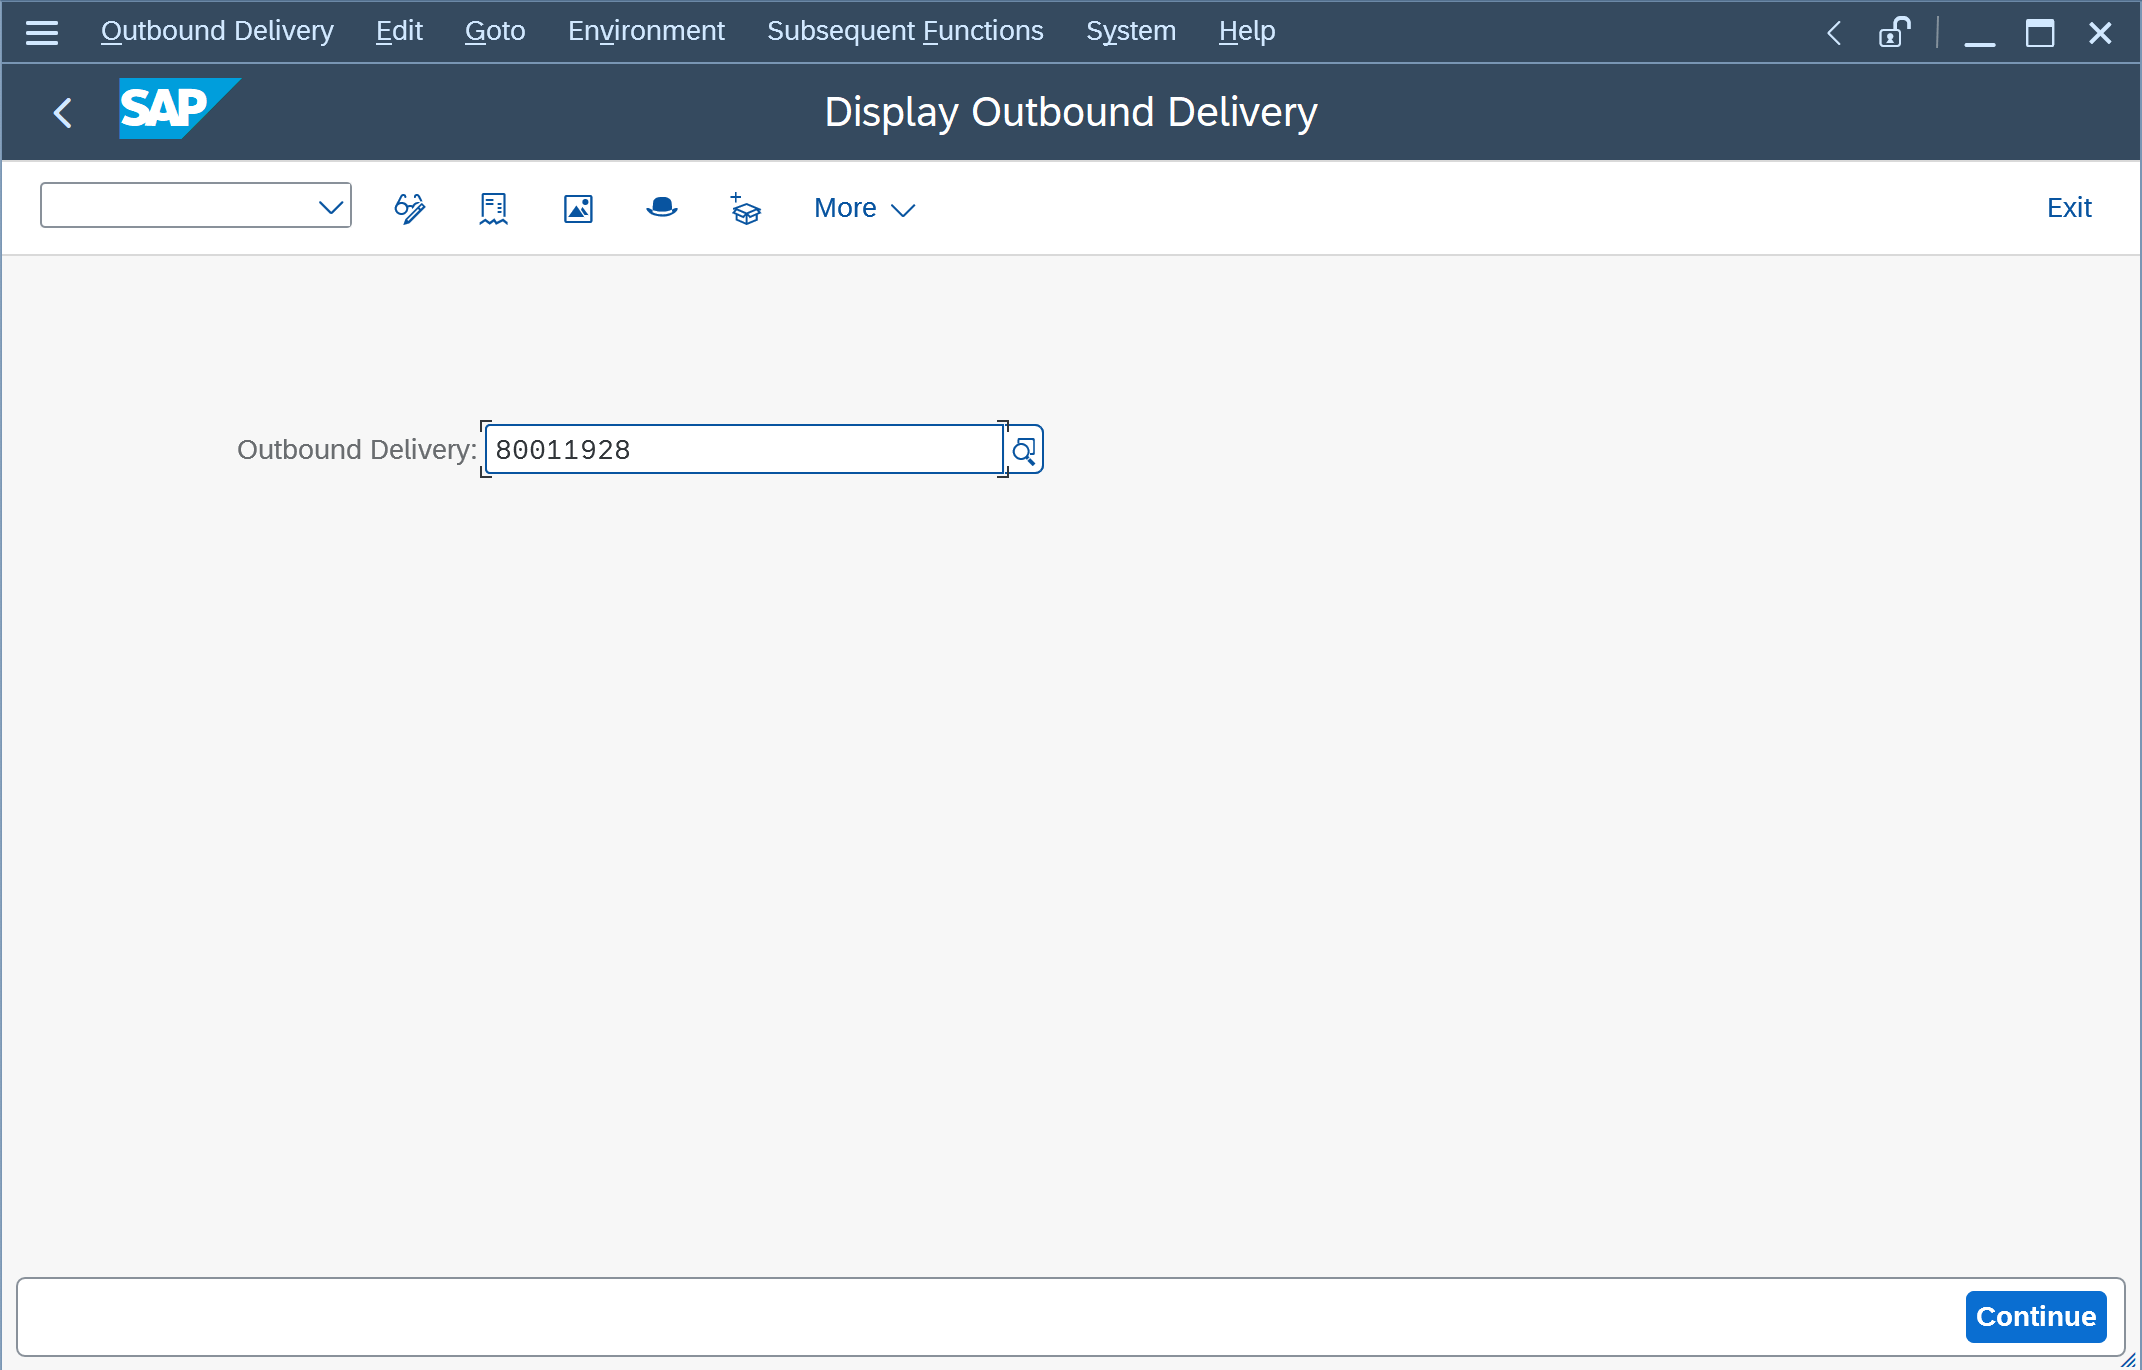 Outbound Delivery Edit Goto Environment Subsequent Functions System Help
SAP Display Outbound Delivery
More Exit
Outbound Delivery: 80011928
Continue